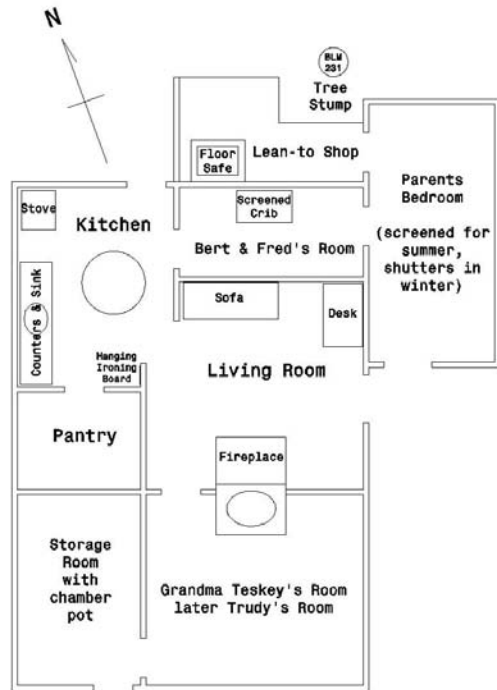 N
BLM
231
Tree
Stump
Floor
Safe
Lean-to Shop
Parents
Bedroom
(screened for
summer,
shutters in
winter)
Stove
Kitchen
Screened
Crib
Bert & Fred's Room
Counters & Sink
Sofa
Desk
Hanging
Ironing
Board
Living Room
Pantry
Fireplace
Storage
Room
with
chamber
pot
Grandma Teskey's Room
later Trudy's Room